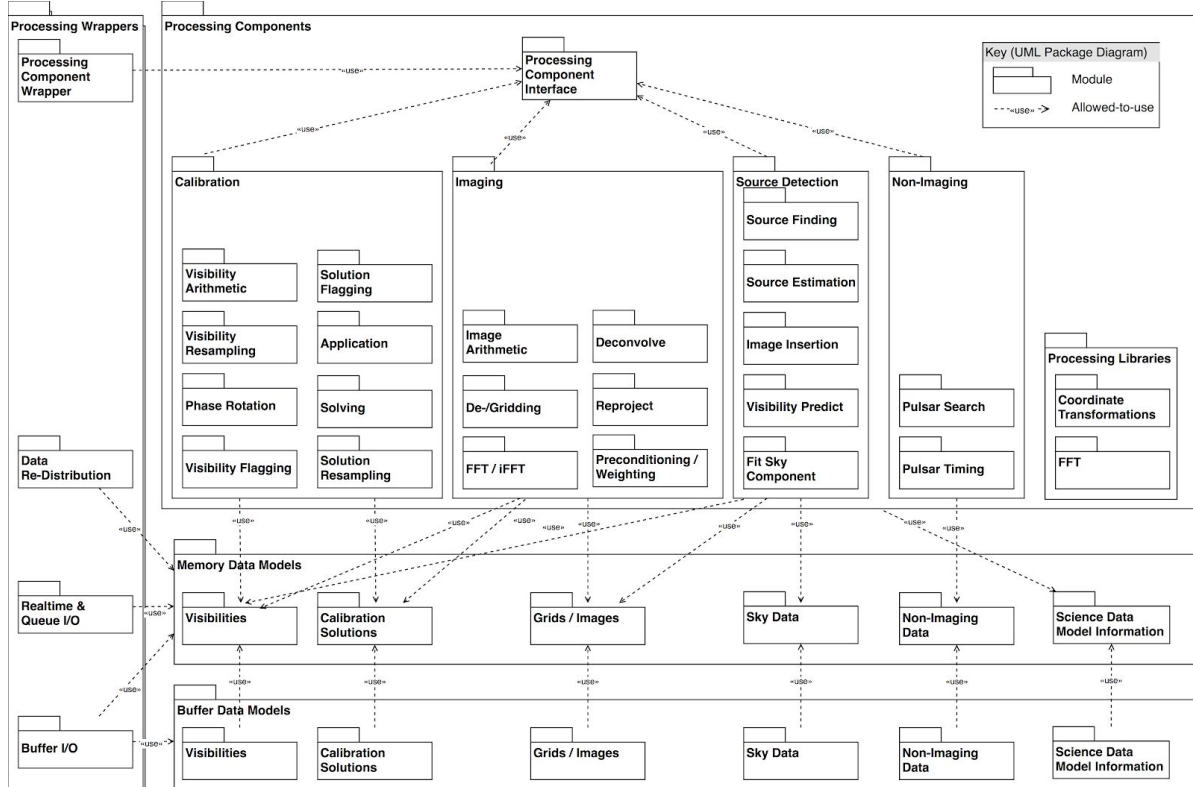 Processing Wrappers
Processing Components
Processing
Component
Wrapper
«use»
Processing
Component
Interface
Key (UML Package Diagram)
Module
«use»
Allowed-to-use
«use»
«use»
«use»
«use»
Calibration
Imaging
Source Detection
Non-Imaging
Visibility
Arithmetic
Solution
Flagging
Visibility
Resampling
Application
Phase Rotation
Solving
Visibility Flagging
Solution
Resampling
Image
Arithmetic
Deconvolve
De-/Gridding
Reproject
FFT / iFFT
Preconditioning /
Weighting
Source Finding
Source Estimation
Image Insertion
Visibility Predict
Fit Sky
Component
Pulsar Search
Pulsar Timing
Processing Libraries
Coordinate
Transformations
FFT
Data
Re-Distribution
«use»
«use»
«use»
«use»
«use»
«use»
«use»
«use»
«use»
«use»
«use»
«use»
Memory Data Models
Realtime &
Queue I/O
«use»
Visibilities
Calibration
Solutions
Grids / Images
Sky Data
Non-Imaging
Data
Science Data
Model Information
«use»
«use»
«use»
«use»
«use»
«use»
«use»
Buffer Data Models
Buffer I/O
«use»
Visibilities
Calibration
Solutions
Grids / Images
Sky Data
Non-Imaging
Data
Science Data
Model Information